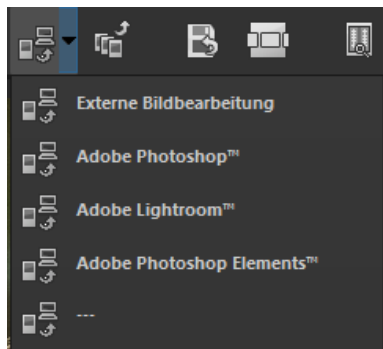 Externe Bildbearbeitung
Adobe Photoshop™
Adobe Lightroom™
Adobe Photoshop Elements™
---